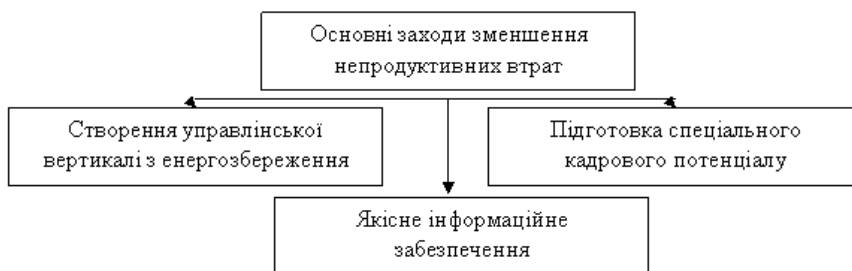 Основні заходи зменшення
непродуктивних втрат
Створення управлінської
вертикалі з енергозбереження
Підготовка спеціального
кадрового потенціалу
Якісне інформаційне
забезпечення